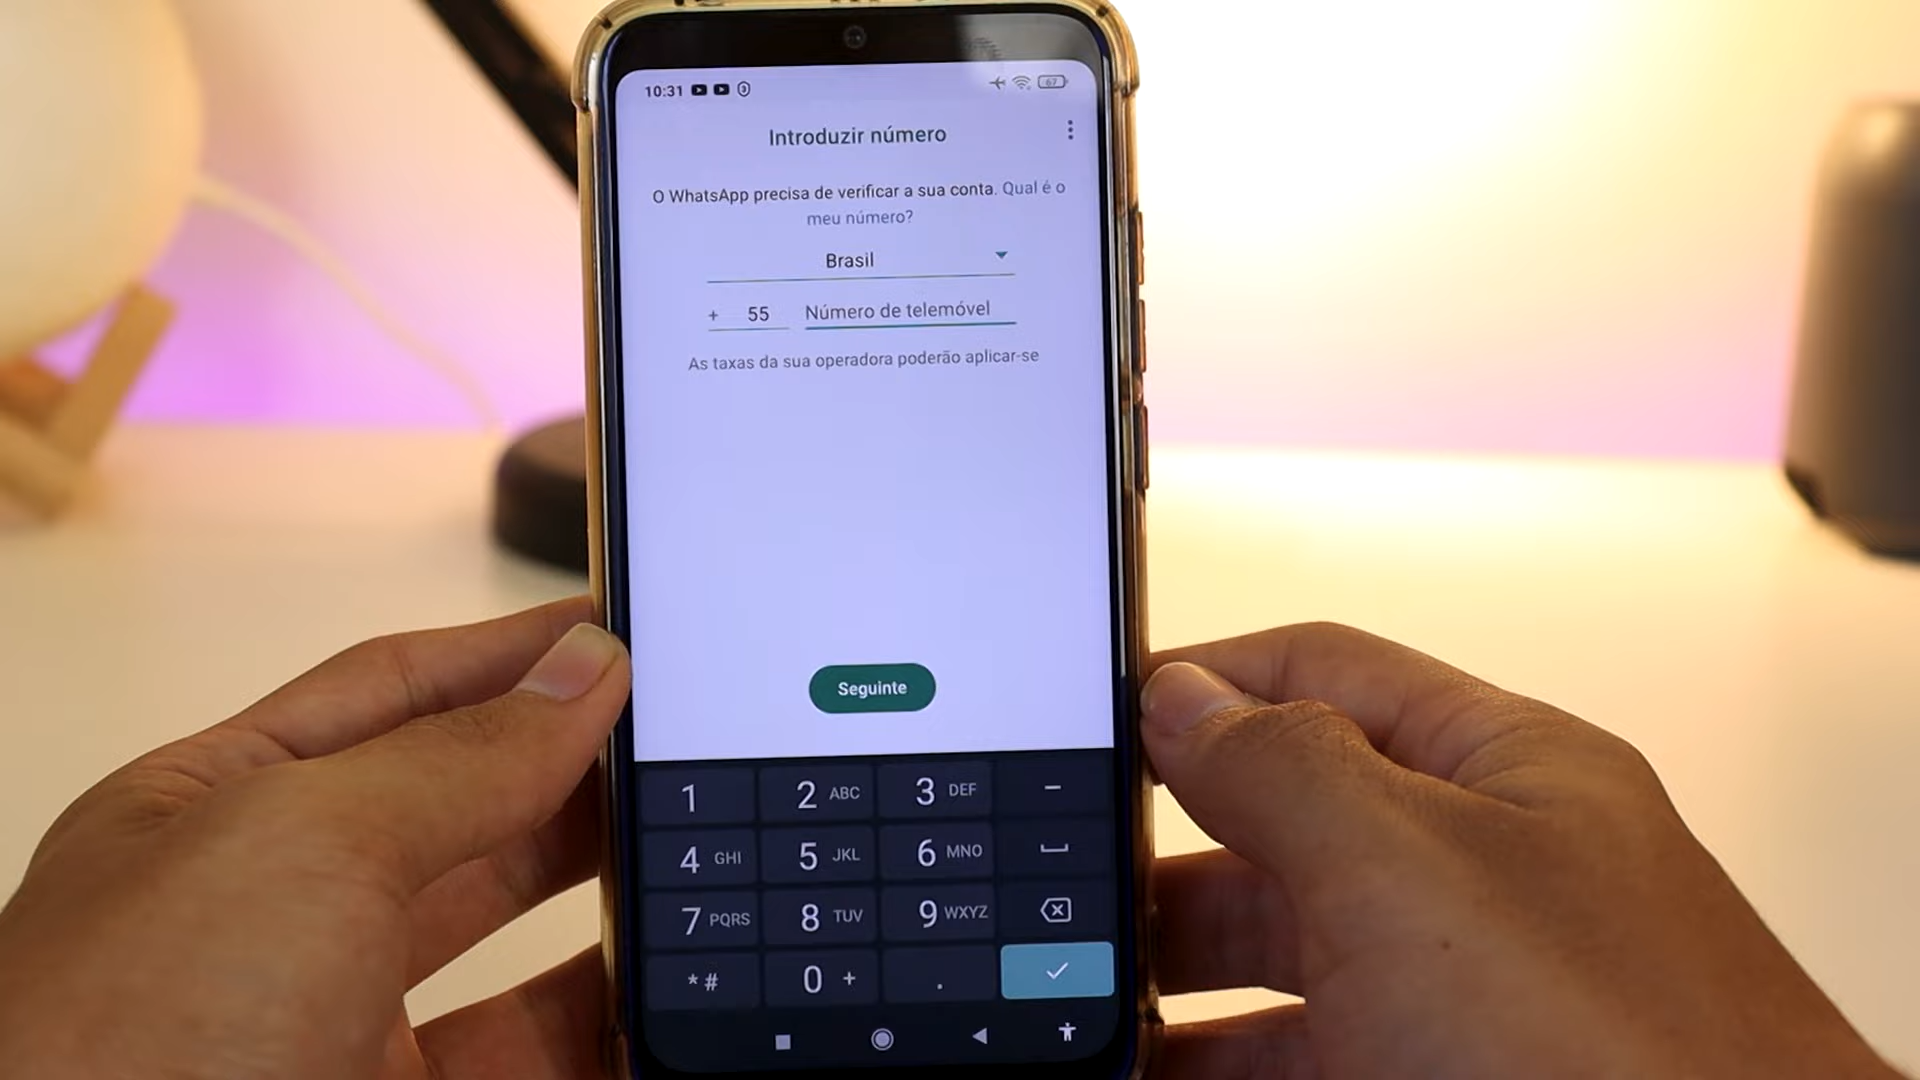 10:31
67
Introduzir número
O WhatsApp precisa de verificar a sua conta. Qual é o
meu número?
Brasil
+ 55 Número de telemóvel
As taxas da sua operadora poderão aplicar-se
Seguinte
1 2 ABC 3 DEF -
4 GHI 5 JKL 6 MNO
7 PQRS 8 TUV 9 WXYZ
* # 0 + .